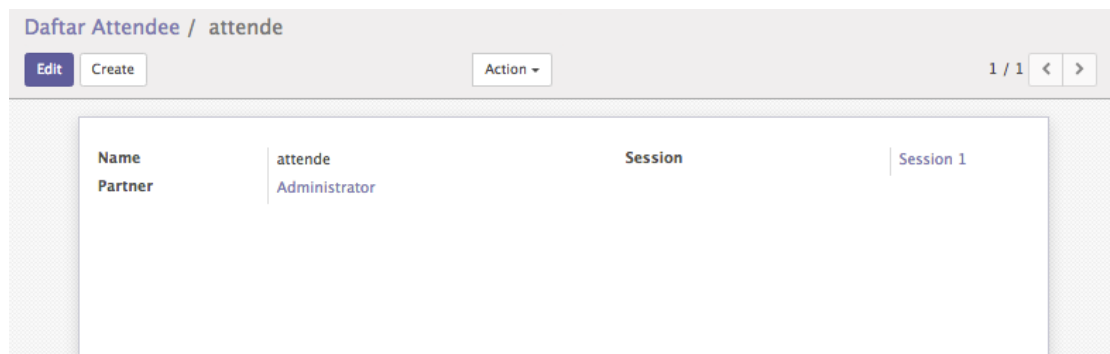 Daftar Attendee / attende
Edit Create Action 1 / 1
Name attende Session Session 1
Partner Administrator